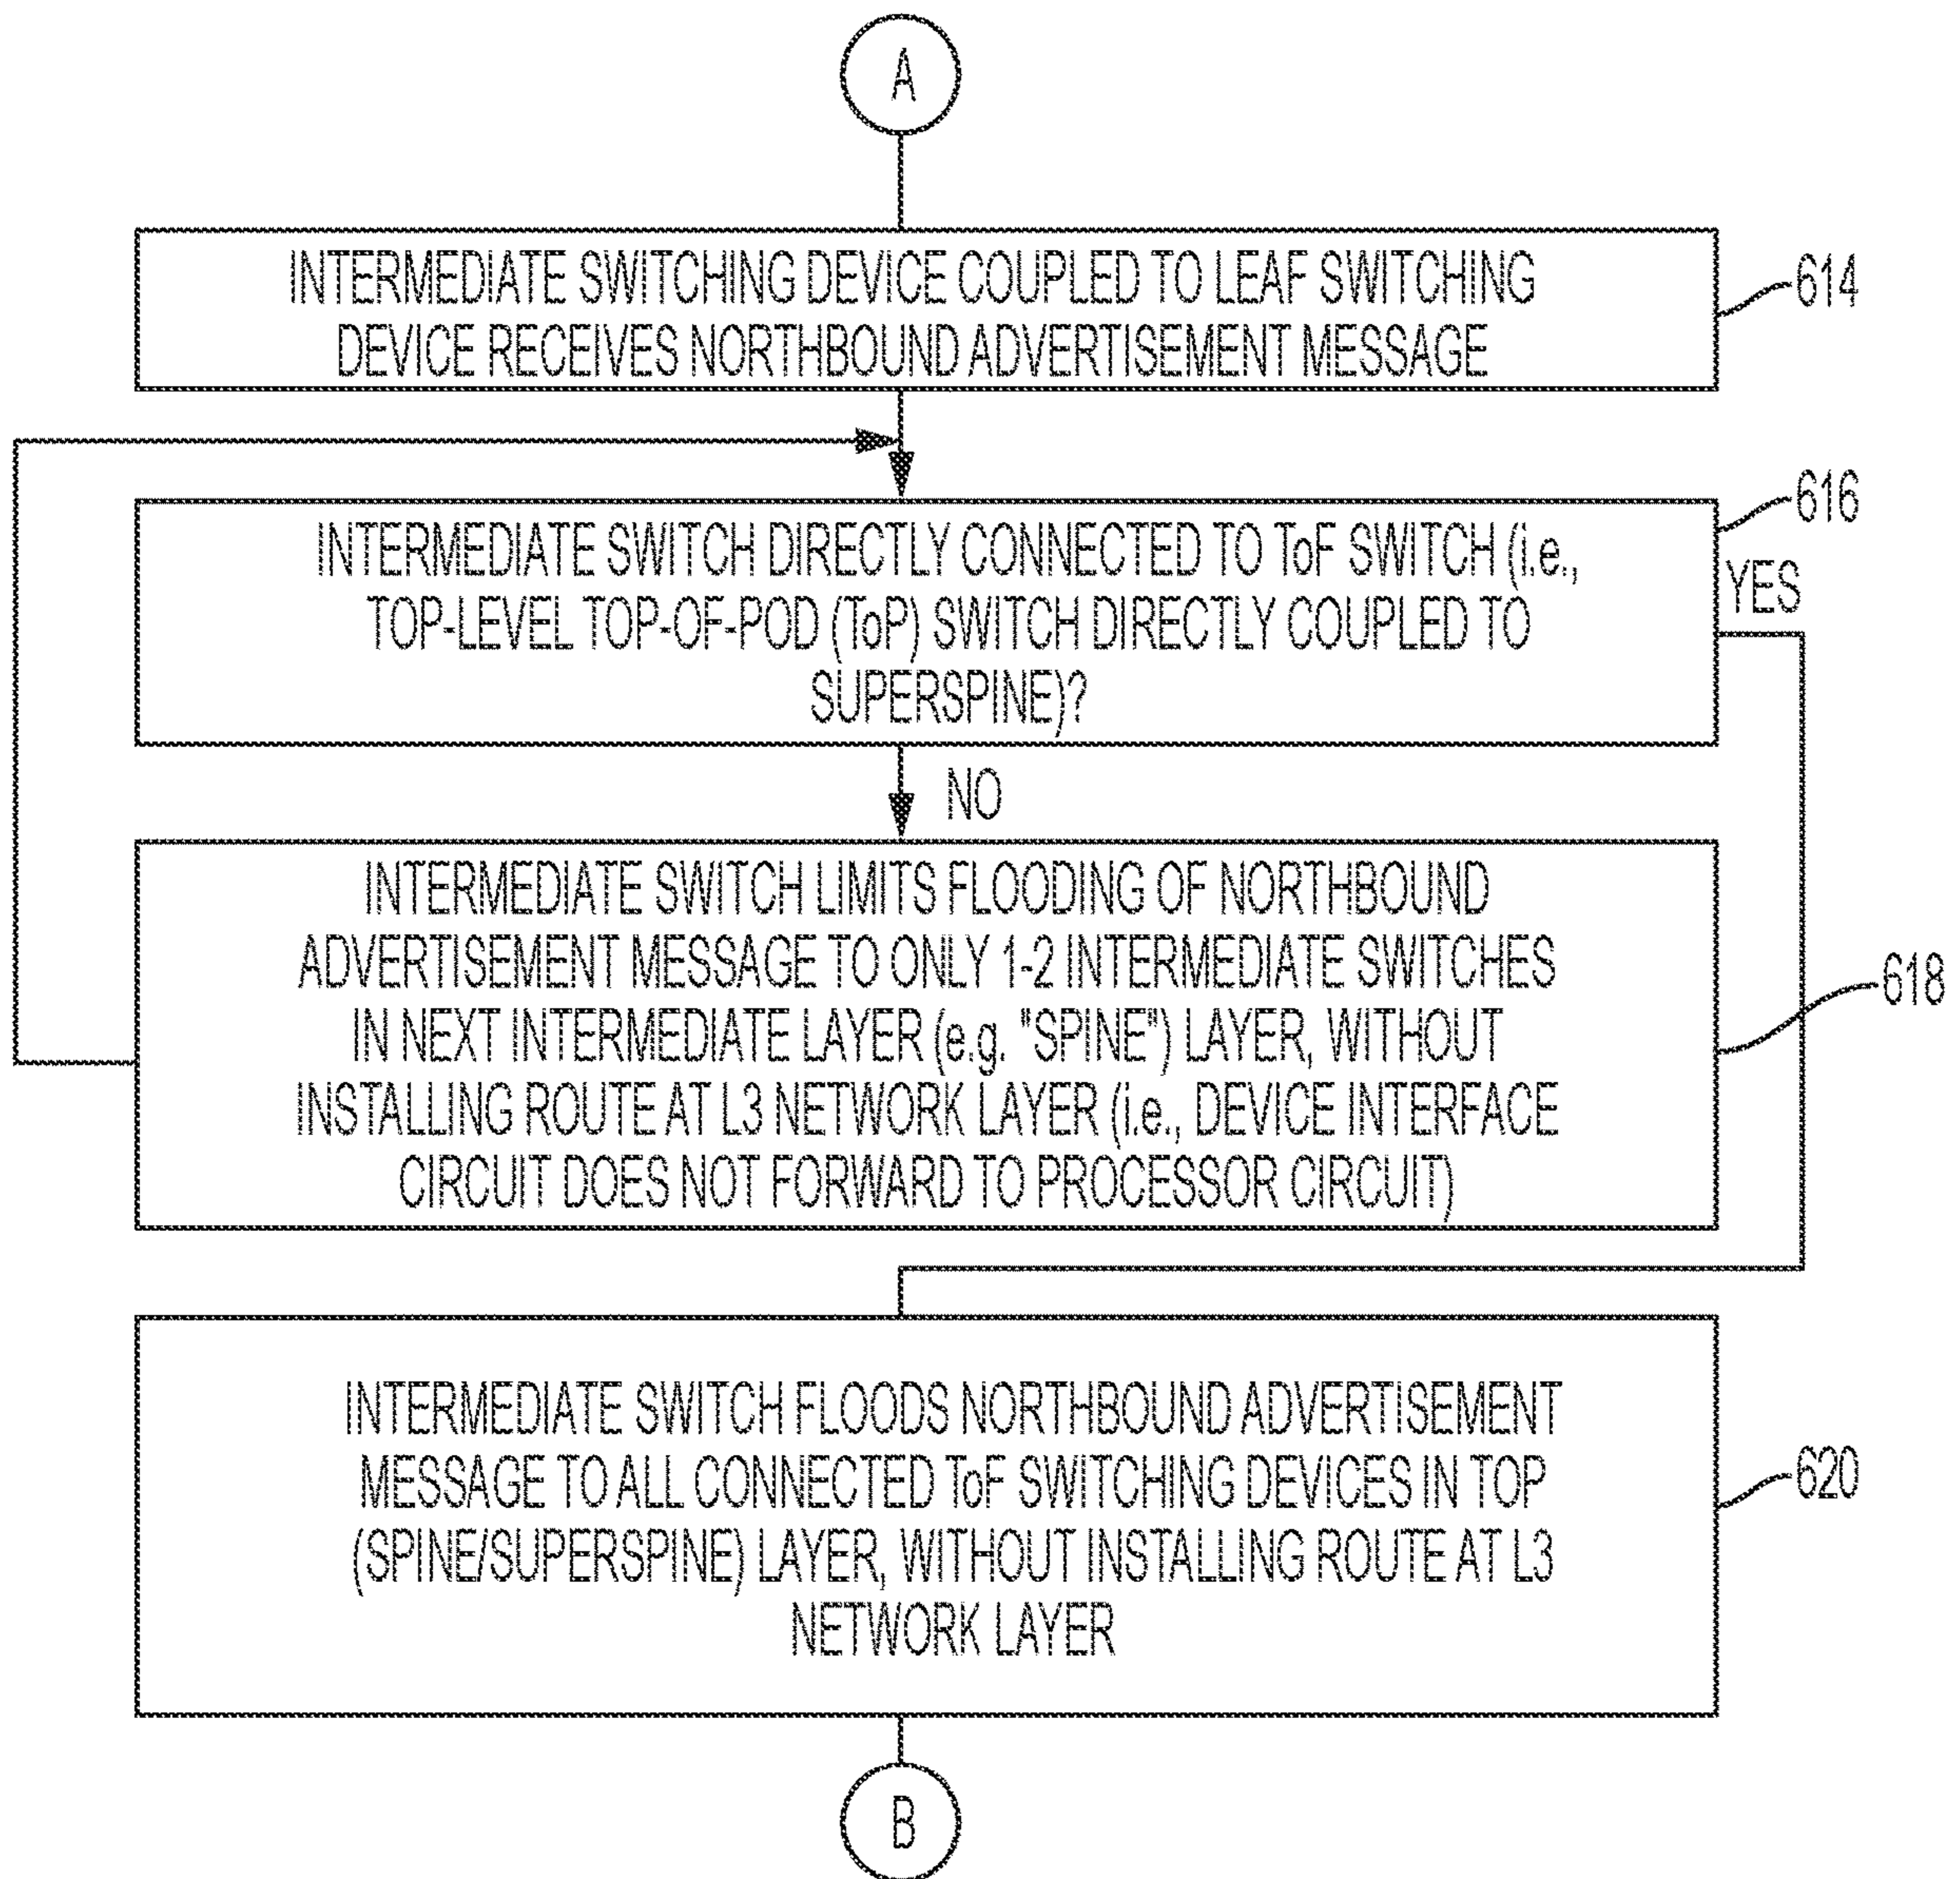 A
INTERMEDIATE SWITCHING DEVICE COUPLED TO LEAF SWITCHING
DEVICE RECEIVES NORTHBOUND ADVERTISEMENT MESSAGE
614
INTERMEDIATE SWITCH DIRECTLY CONNECTED TO ToF SWITCH (i.e.,
TOP-LEVEL TOP-OF-POD (ToP) SWITCH DIRECTLY COUPLED TO
SUPERSPINE)?
616
YES
NO
INTERMEDIATE SWITCH LIMITS FLOODING OF NORTHBOUND
ADVERTISEMENT MESSAGE TO ONLY 1-2 INTERMEDIATE SWITCHES
IN NEXT INTERMEDIATE LAYER (e.g. "SPINE") LAYER, WITHOUT
INSTALLING ROUTE AT L3 NETWORK LAYER (i.e., DEVICE INTERFACE
CIRCUIT DOES NOT FORWARD TO PROCESSOR CIRCUIT)
618
INTERMEDIATE SWITCH FLOODS NORTHBOUND ADVERTISEMENT
MESSAGE TO ALL CONNECTED ToF SWITCHING DEVICES IN TOP
(SPINE/SUPERSPINE) LAYER, WITHOUT INSTALLING ROUTE AT L3
NETWORK LAYER
620
B